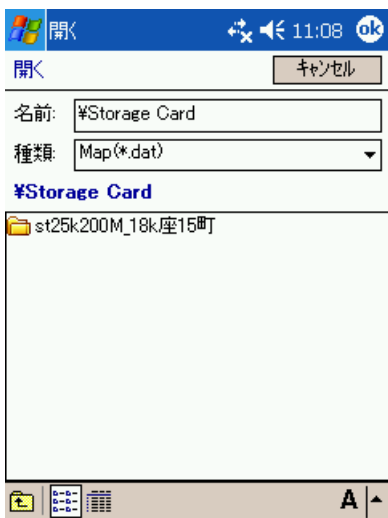 開く 11:08 ok
開く キャンセル
名前: ¥Storage Card
種類: Map(*.dat)
¥Storage Card
st25k200M_18k座15町
A